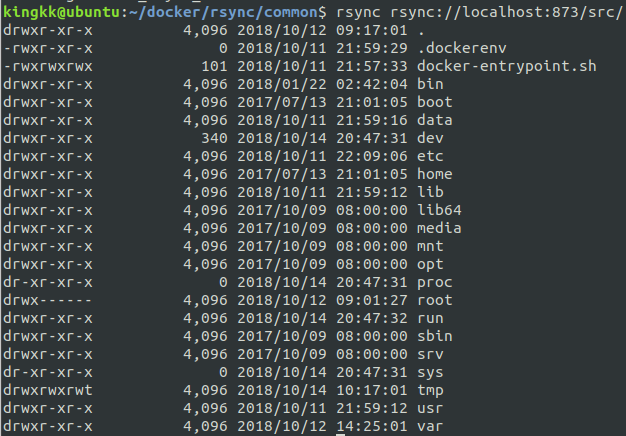 kingkk@ubuntu:~/docker/rsync/common$ rsync rsync://localhost:873/src/
drwxr-xr-x          4,096 2018/10/12 09:17:01 .
-rwxr-xr-x              0 2018/10/11 21:59:29 .dockerenv
-rwxrwxrwx            101 2018/10/11 21:57:33 docker-entrypoint.sh
drwxr-xr-x          4,096 2018/01/22 02:42:04 bin
drwxr-xr-x          4,096 2017/07/13 21:01:05 boot
drwxr-xr-x          4,096 2018/10/11 21:59:16 data
drwxr-xr-x            340 2018/10/14 20:47:31 dev
drwxr-xr-x          4,096 2018/10/11 22:09:06 etc
drwxr-xr-x          4,096 2017/07/13 21:01:05 home
drwxr-xr-x          4,096 2018/10/11 21:59:12 lib
drwxr-xr-x          4,096 2017/10/09 08:00:00 lib64
drwxr-xr-x          4,096 2017/10/09 08:00:00 media
drwxr-xr-x          4,096 2017/10/09 08:00:00 mnt
drwxr-xr-x          4,096 2017/10/09 08:00:00 opt
dr-xr-xr-x              0 2018/10/14 20:47:31 proc
drwx------          4,096 2018/10/12 09:01:27 root
drwxr-xr-x          4,096 2018/10/14 20:47:32 run
drwxr-xr-x          4,096 2017/10/09 08:00:00 sbin
drwxr-xr-x          4,096 2017/10/09 08:00:00 srv
dr-xr-xr-x              0 2018/10/14 20:47:31 sys
drwxrwxrwt          4,096 2018/10/14 10:17:01 tmp
drwxr-xr-x          4,096 2018/10/11 21:59:12 usr
drwxr-xr-x          4,096 2018/10/12 14:25:01 var